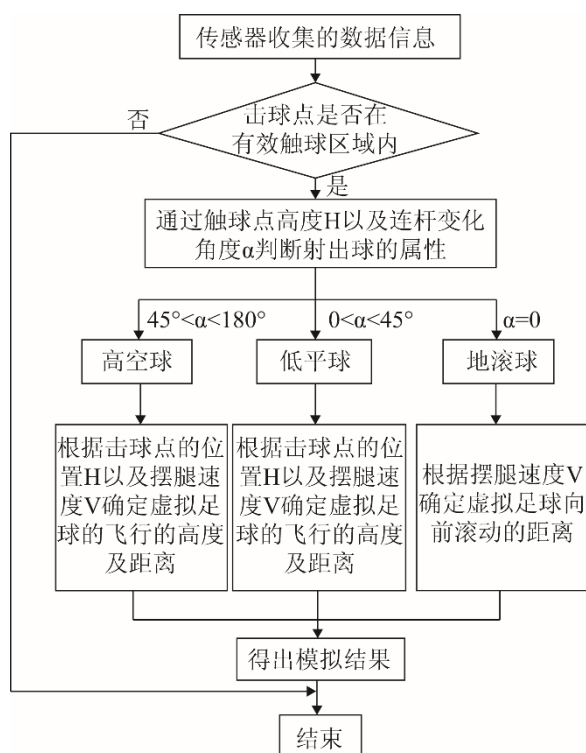 传感器收集的数据信息
否
击球点是否在
有效触球区域内
是
通过触球点高度H以及连杆变化
角度α判断射出球的属性
45°<α<180°
0<α<45°
α=0
高空球
低平球
地滚球
根据击球点的位
置H以及摆腿速
度V确定虚拟足
球的飞行的高度
及距离
根据击球点的位
置H以及摆腿速
度V确定虚拟足
球的飞行的高度
及距离
根据摆腿速度V
确定虚拟足球向
前滚动的距离
得出模拟结果
结束